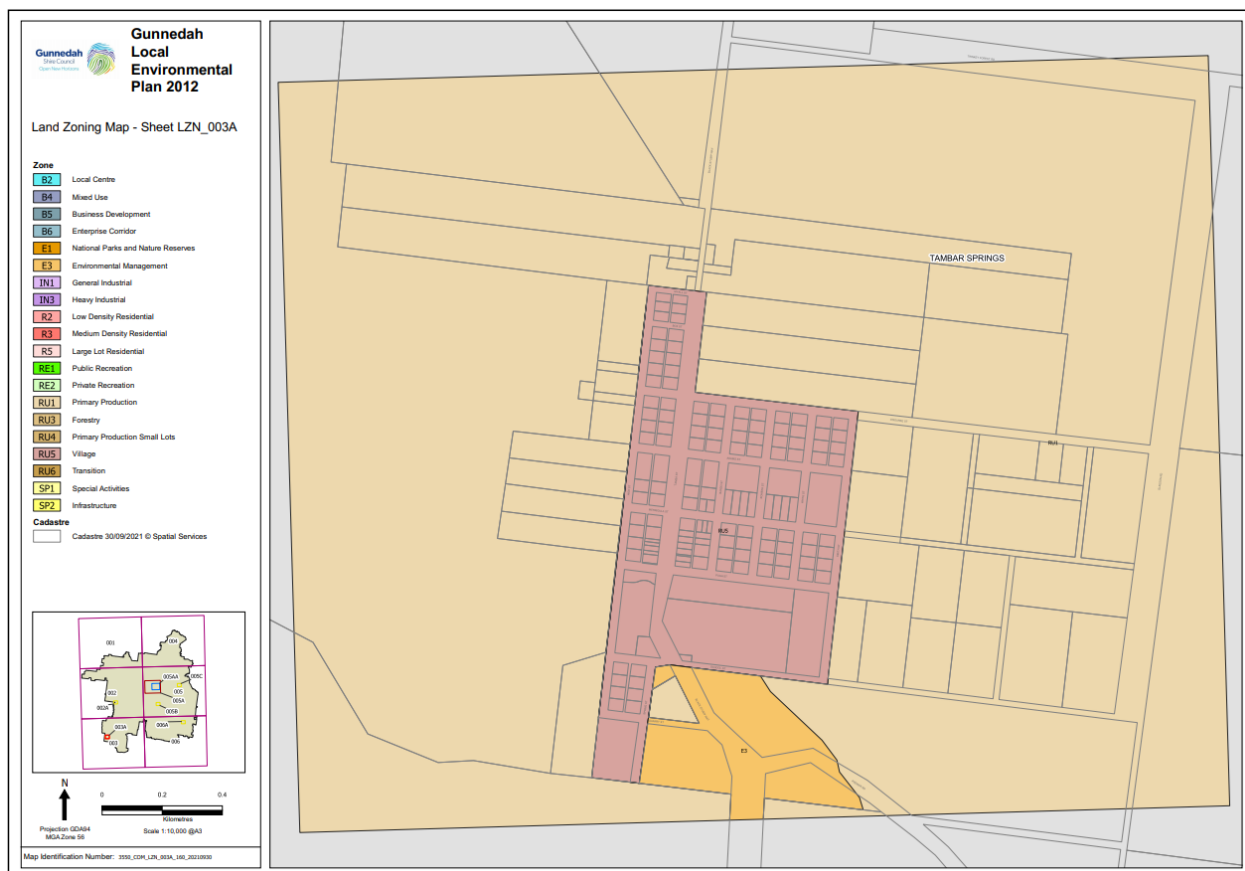 Gunnedah
Shire Council
Open New Horizons
Gunnedah
Local
Environmental
Plan 2012
Land Zoning Map - Sheet LZN_003A
Zone
B2 Local Centre
B4 Mixed Use
B5 Business Development
B6 Enterprise Corridor
E1 National Parks and Nature Reserves
E3 Environmental Management
IN1 General Industrial
IN3 Heavy Industrial
R2 Low Density Residential
R3 Medium Density Residential
R5 Large Lot Residential
RE1 Public Recreation
RE2 Private Recreation
RU1 Primary Production
RU3 Forestry
RU4 Primary Production Small Lots
RU5 Village
RU6 Transition
SP1 Special Activities
SP2 Infrastructure
Cadastre
Cadastre 30/09/2021 © Spatial Services
001
004
005AA
005C
002
005
005A
002A
005B
003A
006A
003
006
N
0 0.2 0.4
Kilometres
Projection GDA94
MGA Zone 56
Scale 1:10,000 @A3
Map Identification Number: 3550_COM_LZN_003A_160_20210930
TAMBAR SPRINGS
RU1
RU5
E3